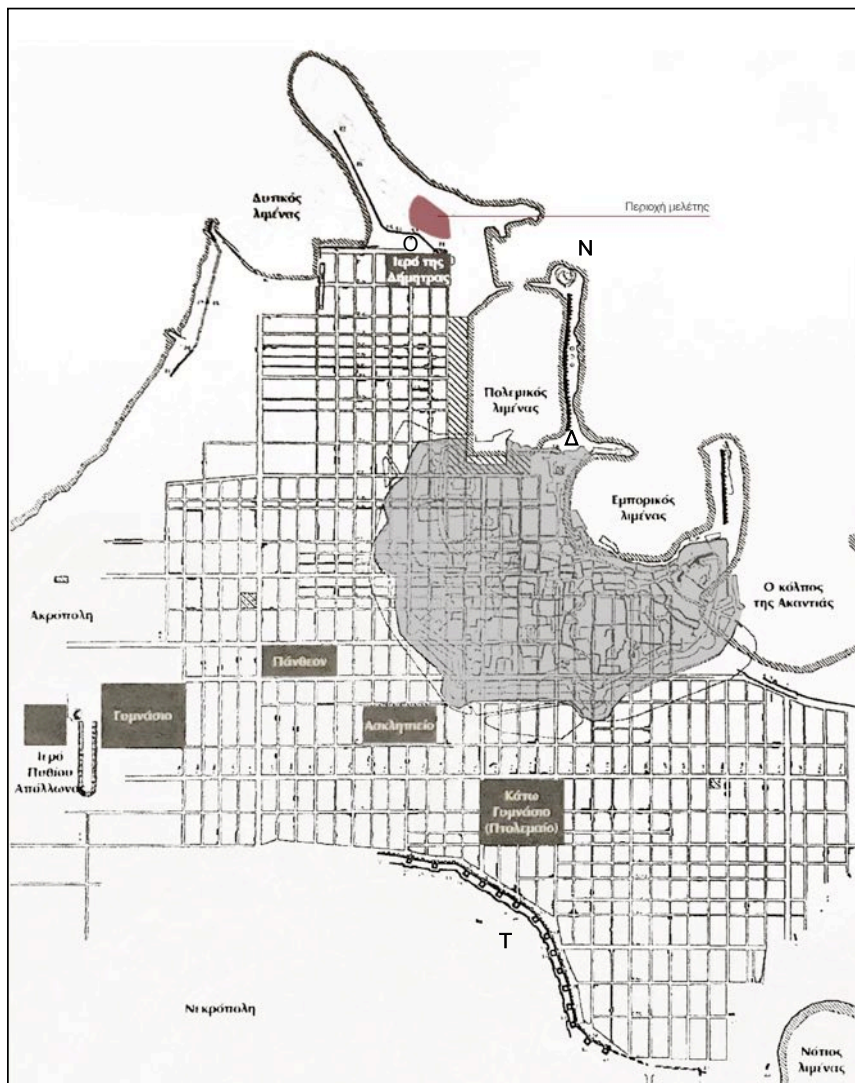 Δυτικός
λιμένας
Περιοχή μελέτης
Ο
Ν
Ιερό της
Δήμητρας
Πολεμικός
λιμένας
Δ
Εμπορικός
λιμένας
Ο κόλπος
της Ακαντιάς
Ακρόπολη
Πάνθεον
Γυμνάσιο
Ασκληπιείο
Ιερό
Πυθίου
Απόλλωνα
Κάτω
Γυμνάσιο
(Πτολεμαίο)
Τ
Νεκρόπολη
Νότιος
λιμένας